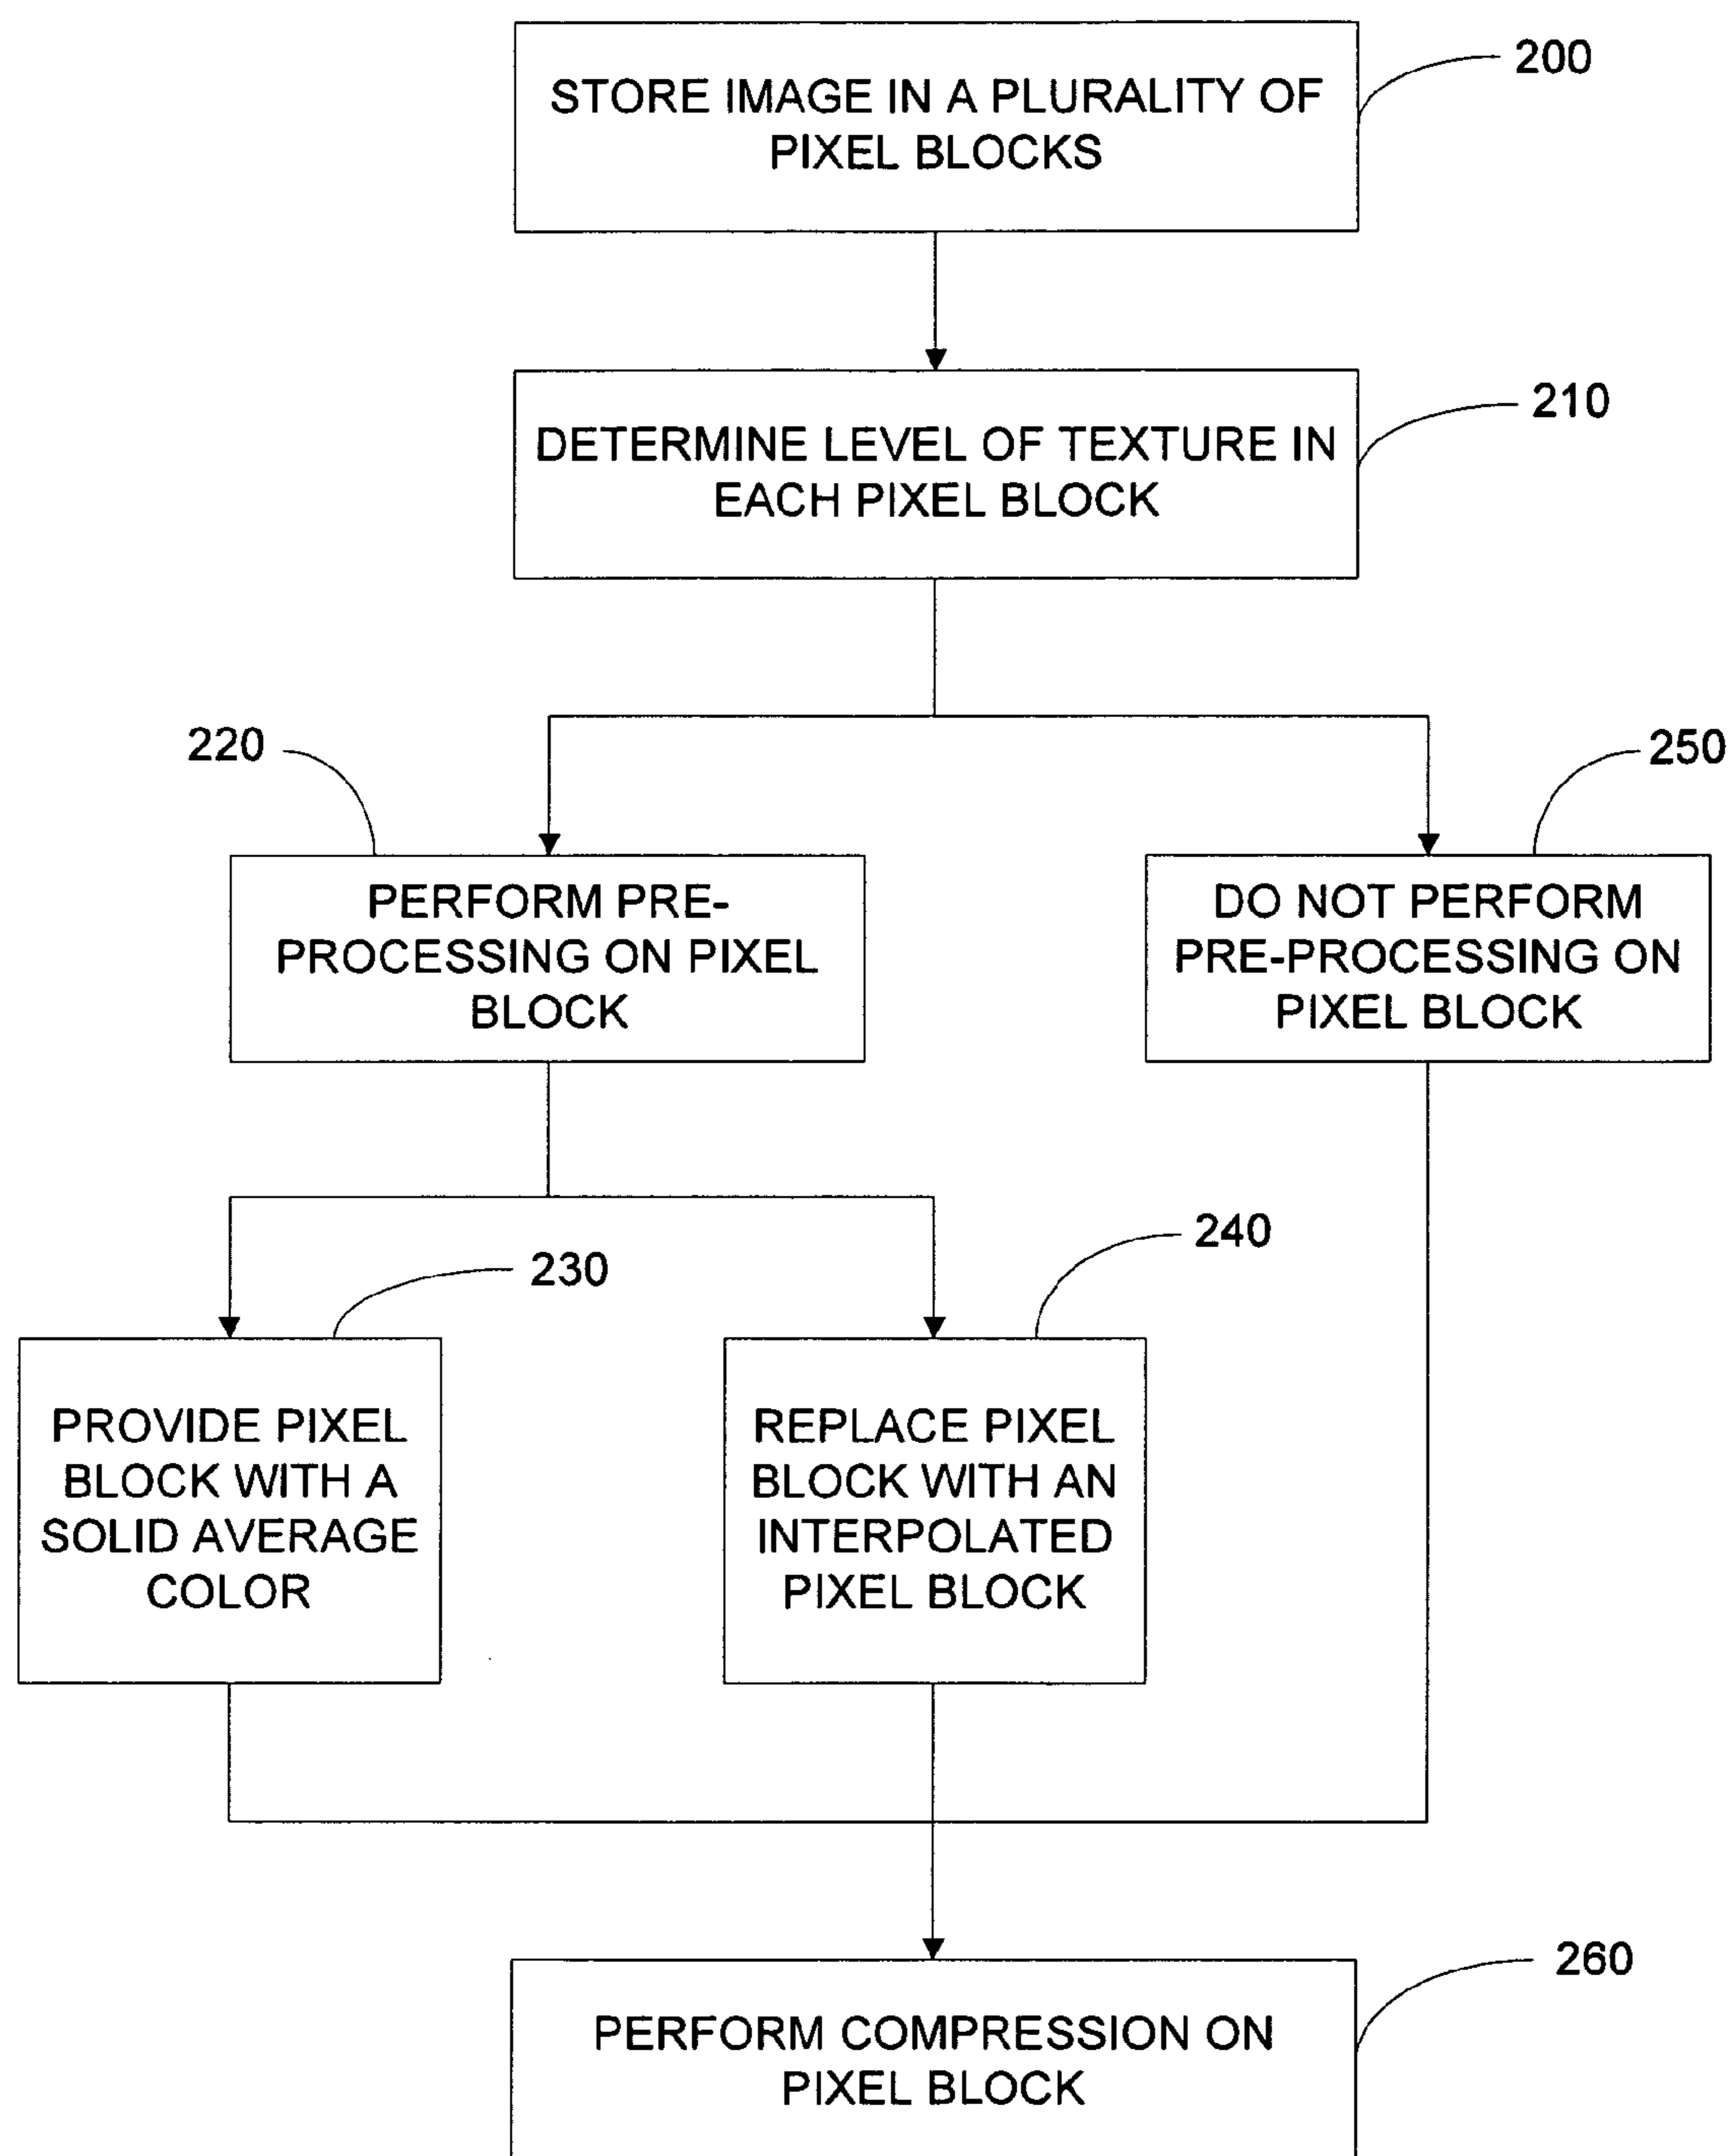 200
STORE IMAGE IN A PLURALITY OF
PIXEL BLOCKS
210
DETERMINE LEVEL OF TEXTURE IN
EACH PIXEL BLOCK
220
250
PERFORM PRE-
PROCESSING ON PIXEL
BLOCK
DO NOT PERFORM
PRE-PROCESSING ON
PIXEL BLOCK
230
240
PROVIDE PIXEL
BLOCK WITH A
SOLID AVERAGE
COLOR
REPLACE PIXEL
BLOCK WITH AN
INTERPOLATED
PIXEL BLOCK
260
PERFORM COMPRESSION ON
PIXEL BLOCK